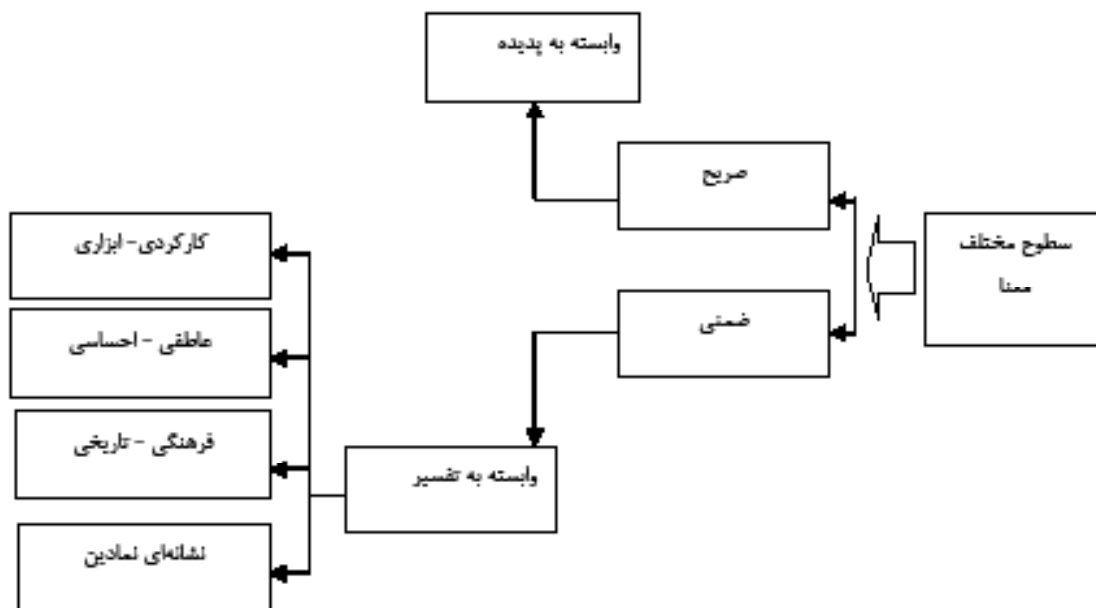 وابسته به پدیده
صریح
سطوح مختلف
معنا
ضمنی
وابسته به تفسیر
کارکردی- ابزاری
عاطفی - احساسی
فرهنگی - تاریخی
نشانه‌ای نمادین